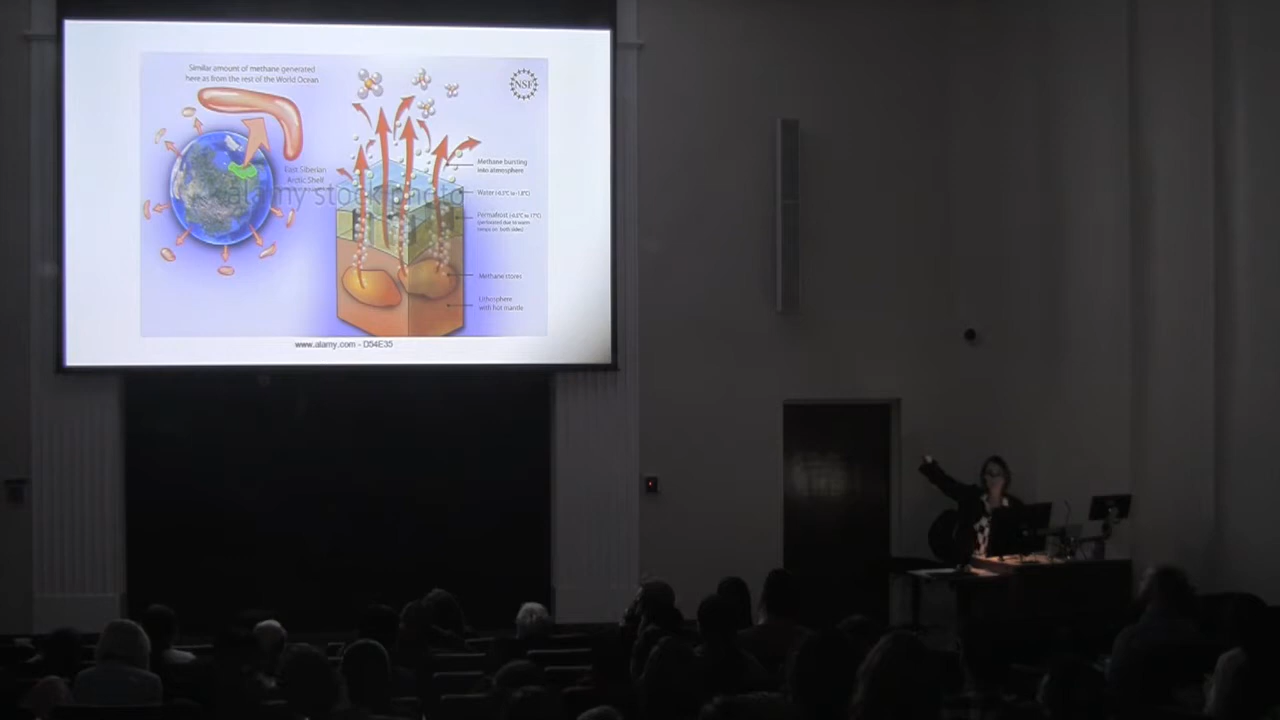 Similar amount of methane generated
here as from the rest of the World Ocean
NSF
East Siberian
Arctic Shelf
alamy stock photo
Methane bursting
into atmosphere
Water
Permafrost
Methane stores
Lithosphere
with hot mantle
www.alamy.com - D54E35